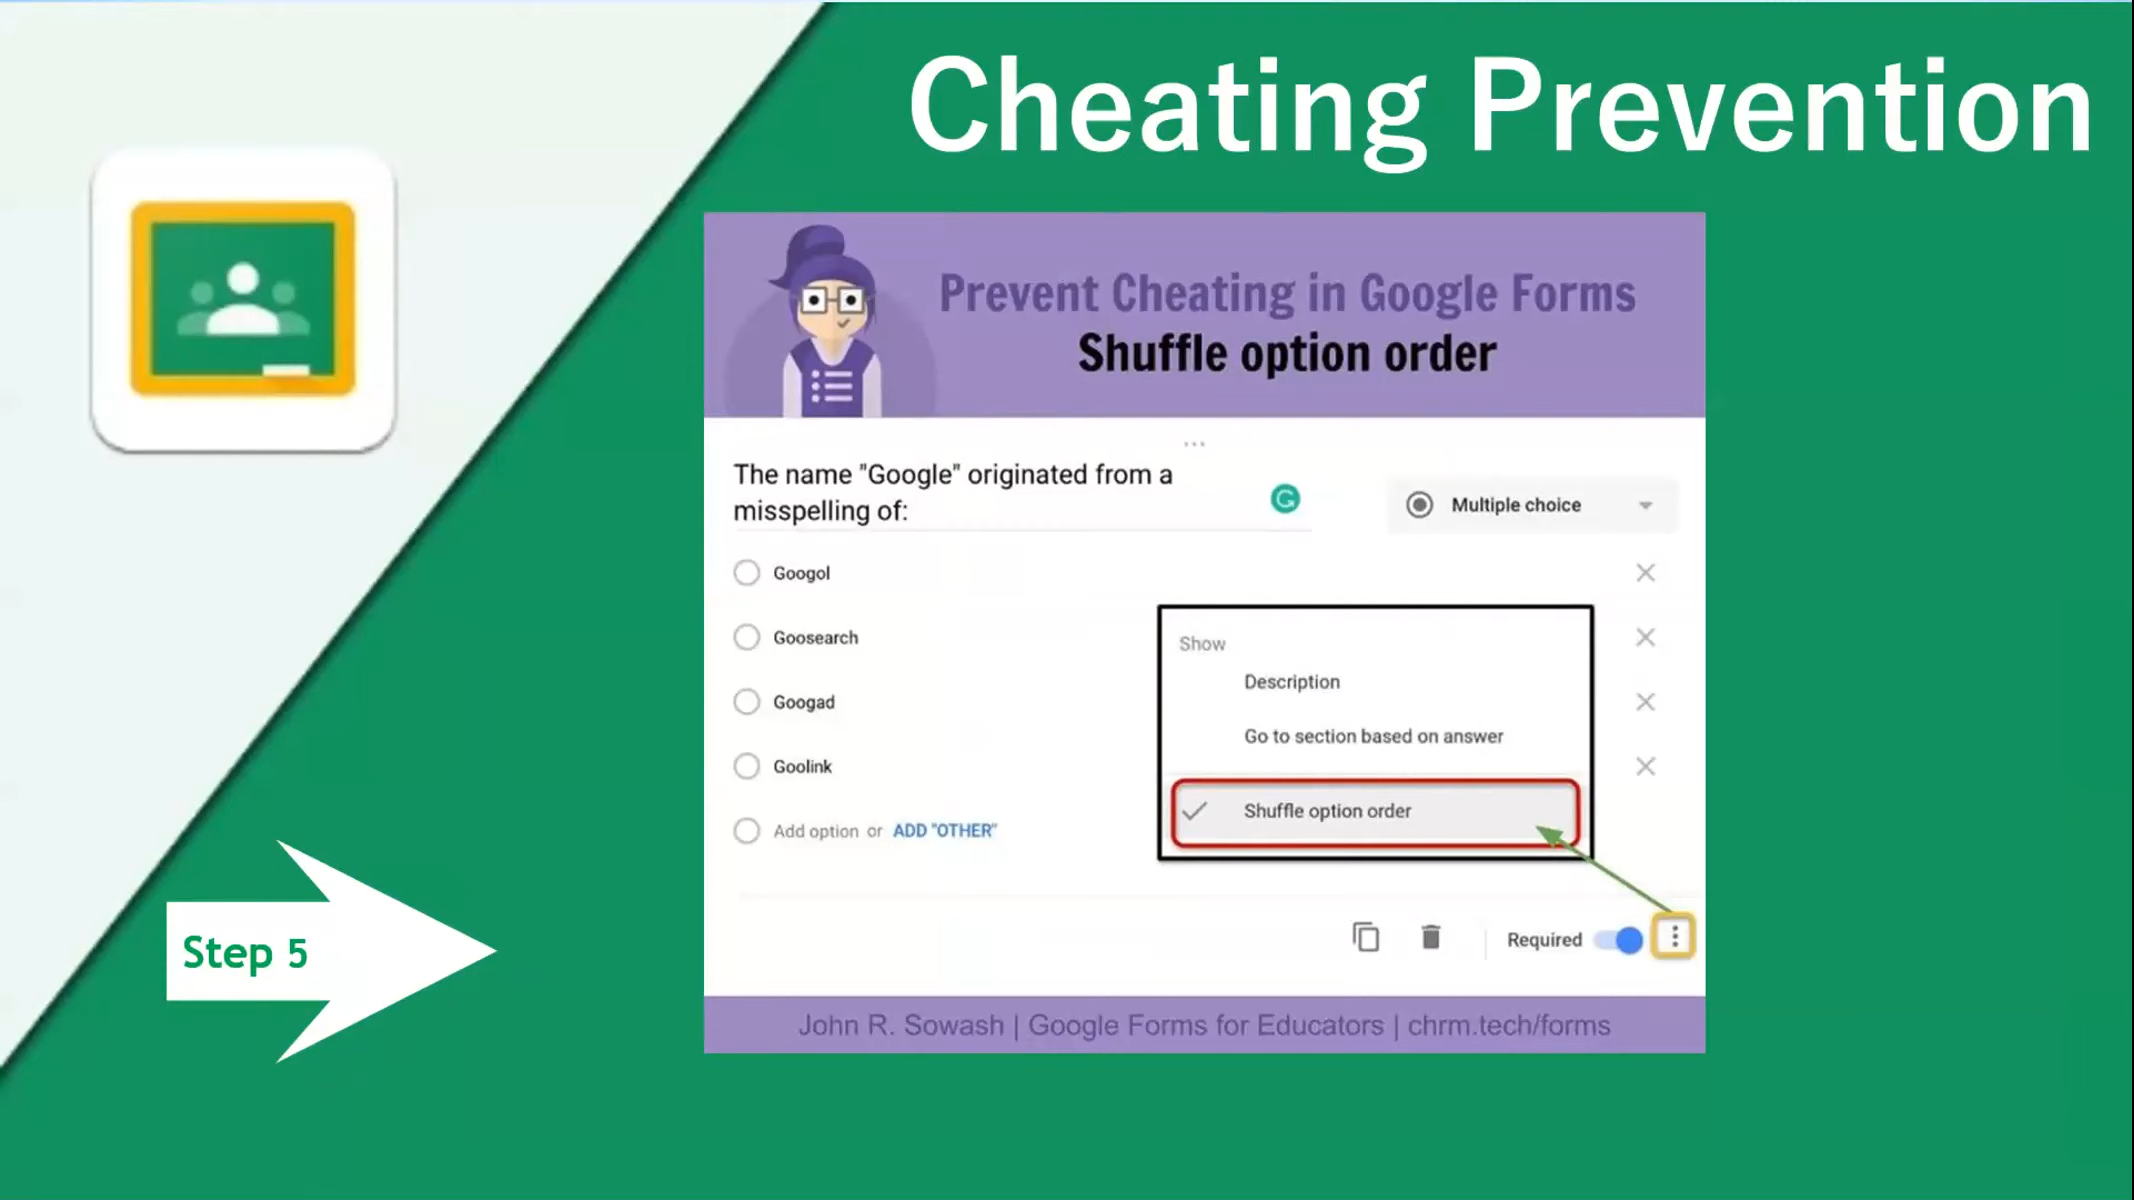 Cheating Prevention
Prevent Cheating in Google Forms
Shuffle option order
The name "Google" originated from a
misspelling of:
Multiple choice
Googol
Goosearch
Googad
Goolink
Add option or ADD "OTHER"
Show
Description
Go to section based on answer
Shuffle option order
Required
Step 5
John R. Sowash | Google Forms for Educators | chrm.tech/forms